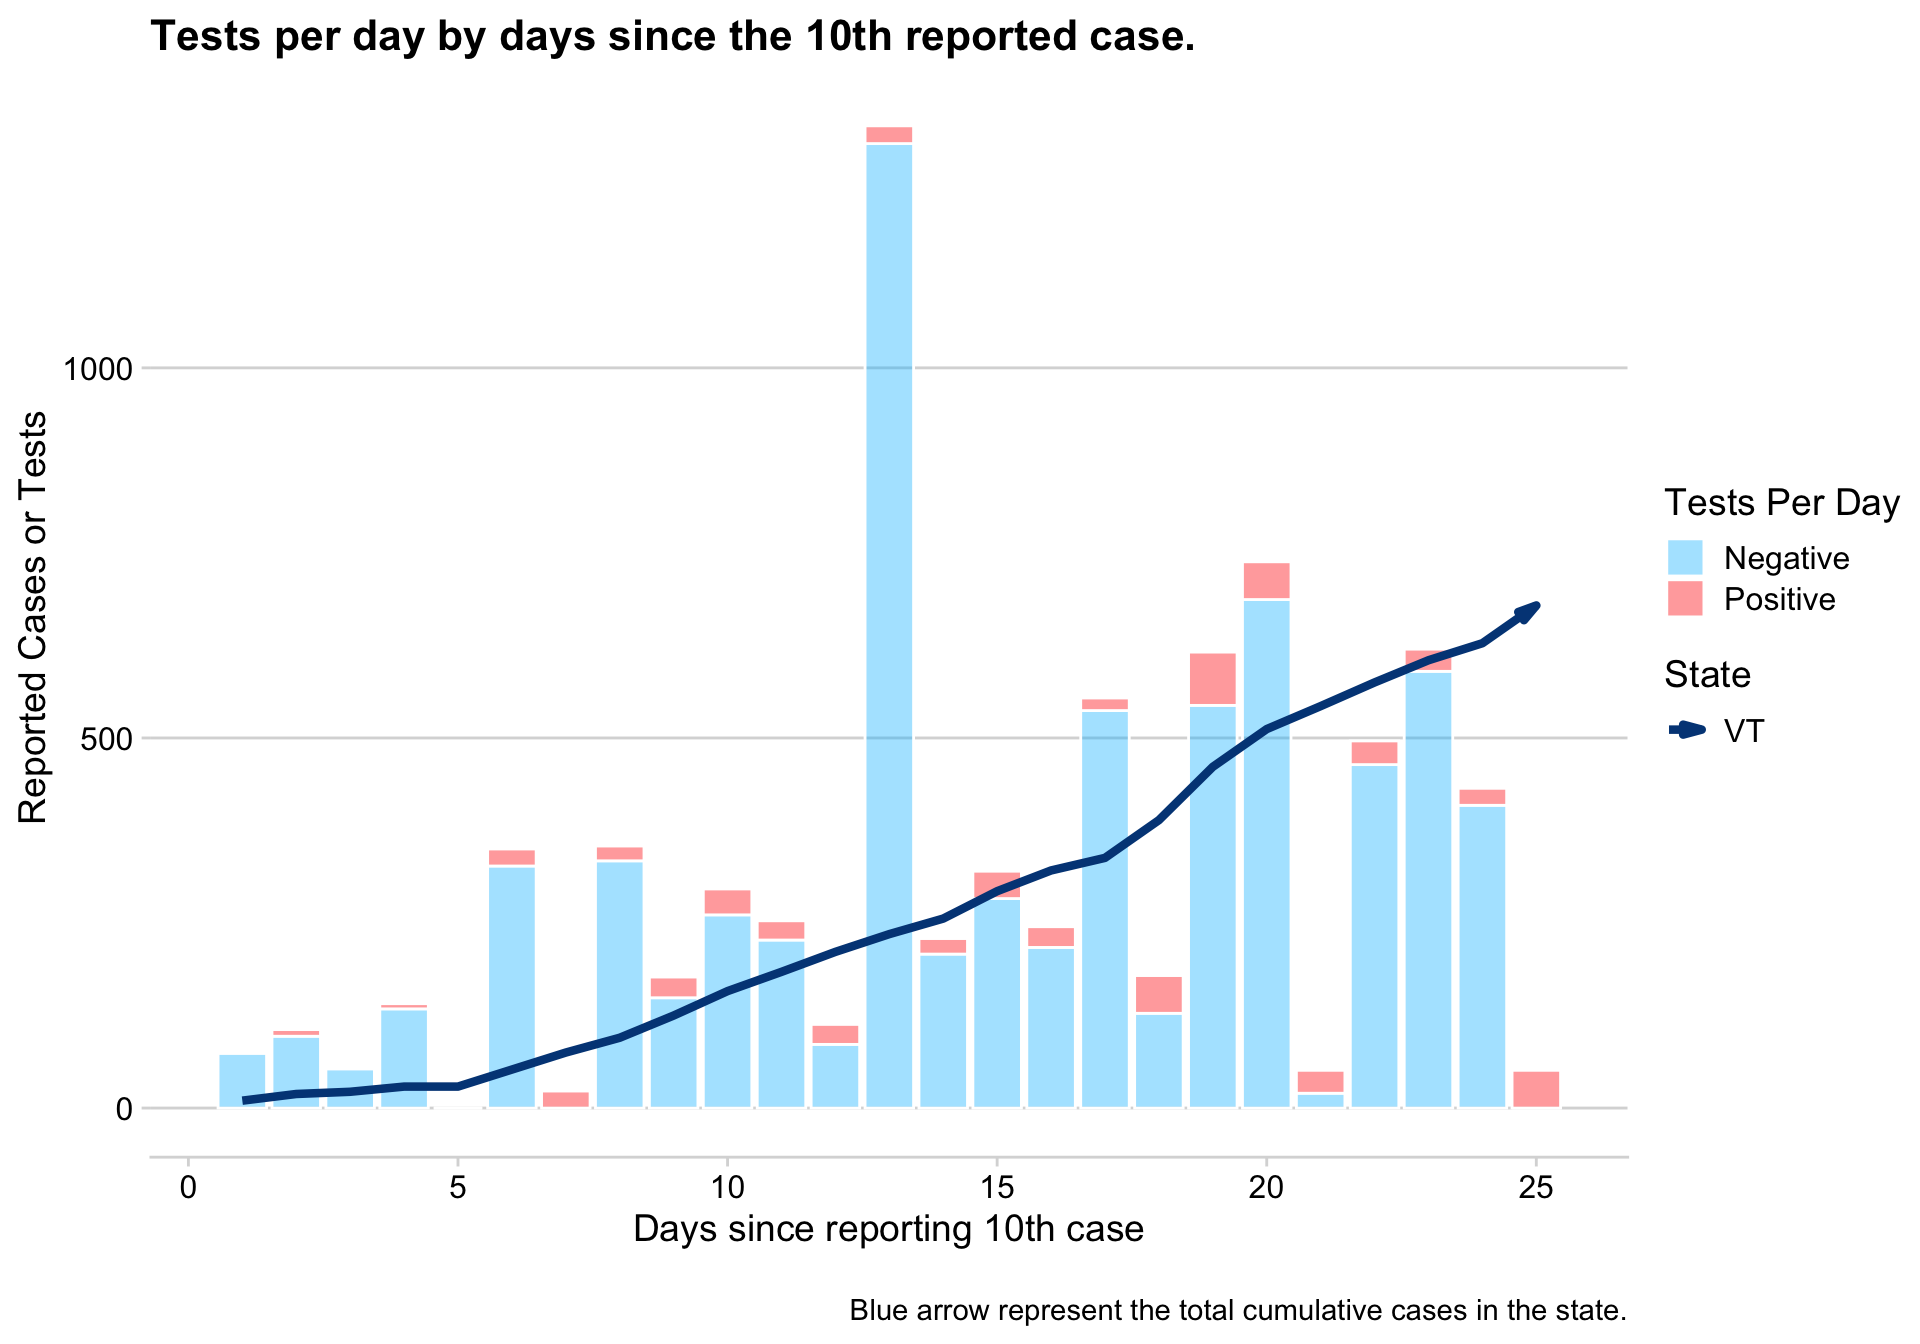 Tests per day by days since the 10th reported case.
Reported Cases or Tests
1000
500
0
0 5 10 15 20 25
Days since reporting 10th case
Tests Per Day
Negative
Positive
State
VT
Blue arrow represent the total cumulative cases in the state.